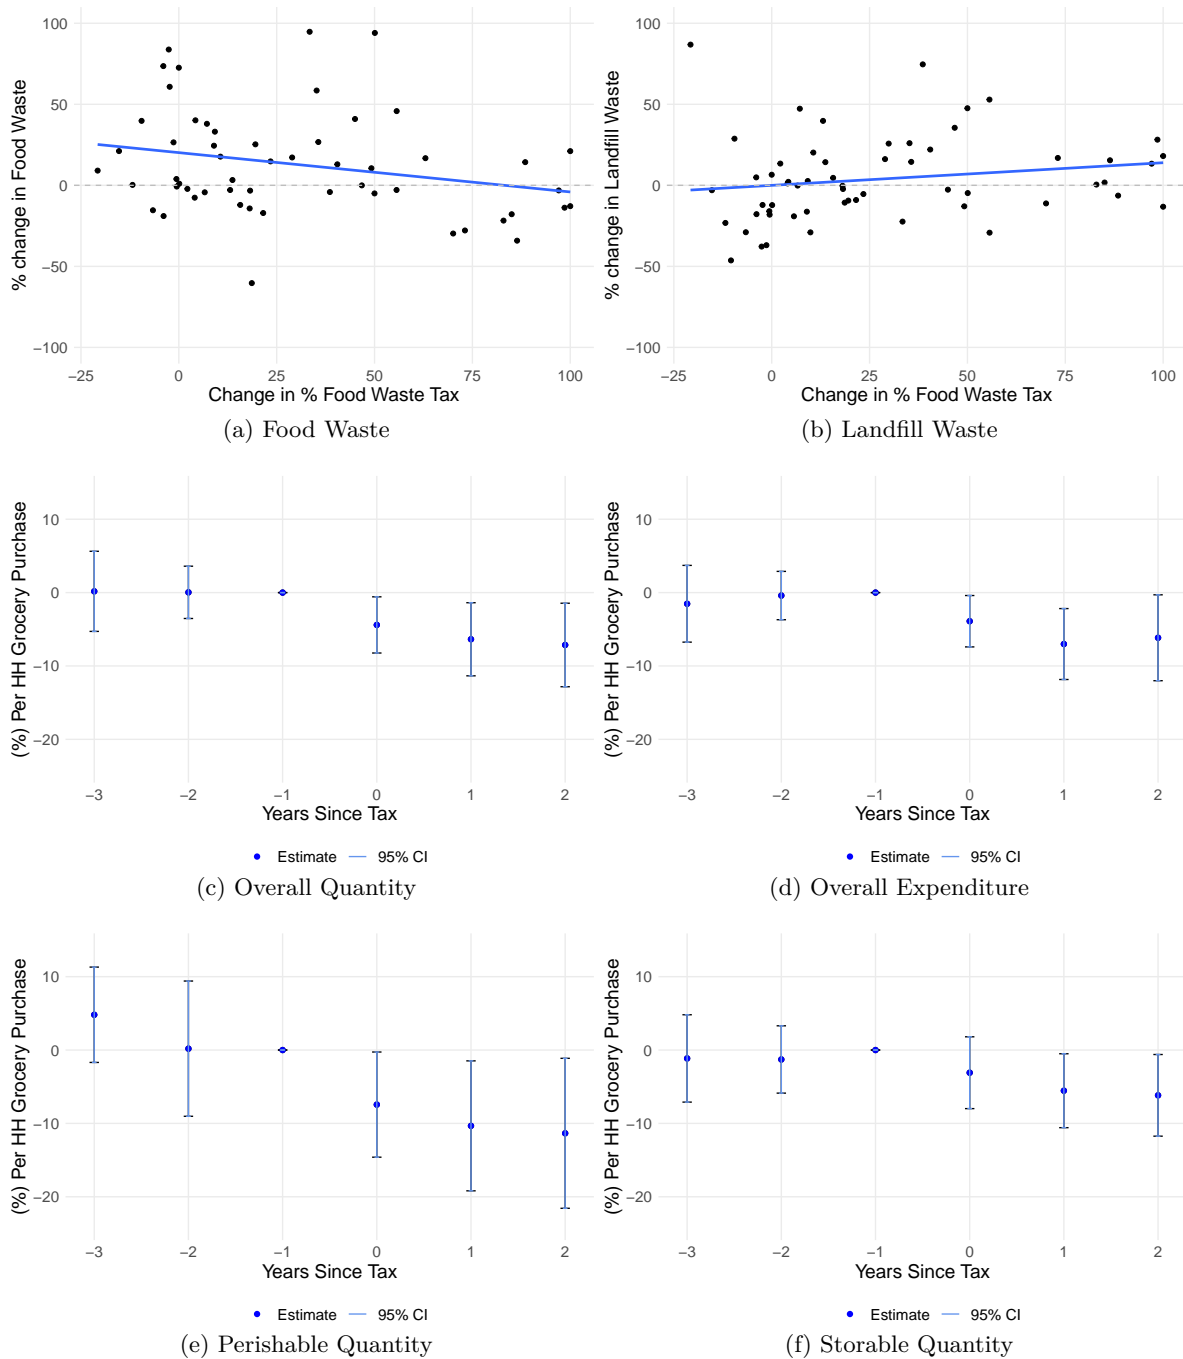 % change in Food Waste
100
50
0
−50
−100
−25 0 25 50 75 100
Change in % Food Waste Tax
(a) Food Waste
% change in Landfill Waste
100
50
0
−50
−100
−25 0 25 50 75 100
Change in % Food Waste Tax
(b) Landfill Waste
(%) Per HH Grocery Purchase
10
0
−10
−20
−3 −2 −1 0 1 2
Years Since Tax
Estimate 95% CI
(c) Overall Quantity
(%) Per HH Grocery Purchase
10
0
−10
−20
−3 −2 −1 0 1 2
Years Since Tax
Estimate 95% CI
(d) Overall Expenditure
(%) Per HH Grocery Purchase
10
0
−10
−20
−3 −2 −1 0 1 2
Years Since Tax
Estimate 95% CI
(e) Perishable Quantity
(%) Per HH Grocery Purchase
10
0
−10
−20
−3 −2 −1 0 1 2
Years Since Tax
Estimate 95% CI
(f) Storable Quantity